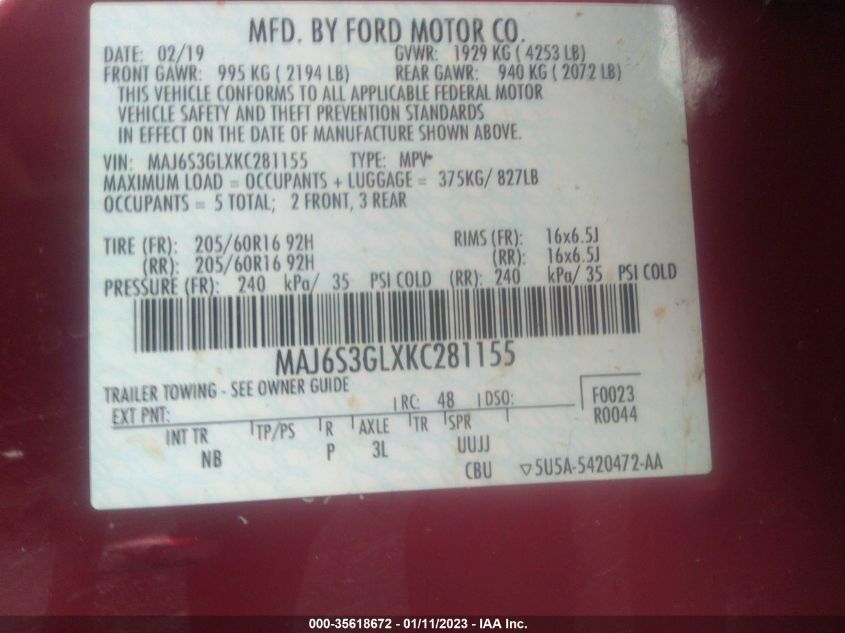 MFD. BY FORD MOTOR CO.
DATE: 02/19 GVWR: 1929 KG ( 4253 LB)
FRONT GAWR: 995 KG ( 2194 LB) REAR GAWR: 940 KG ( 2072 LB)
THIS VEHICLE CONFORMS TO ALL APPLICABLE FEDERAL MOTOR
VEHICLE SAFETY AND THEFT PREVENTION STANDARDS
IN EFFECT ON THE DATE OF MANUFACTURE SHOWN ABOVE.
VIN: MAJ6S3GLXKC281155 TYPE: MPV*
MAXIMUM LOAD = OCCUPANTS + LUGGAGE = 375KG/ 827LB
OCCUPANTS = 5 TOTAL; 2 FRONT, 3 REAR
TIRE (FR): 205/60R16 92H RIMS (FR): 16x6.5J
(RR): 205/60R16 92H (RR): 16x6.5J
PRESSURE (FR): 240 kPa/ 35 PSI COLD (RR): 240 kPa/ 35 PSI COLD
MAJ6S3GLXKC281155
TRAILER TOWING - SEE OWNER GUIDE
EXT PNT: RC: 48 DSO: F0023
R0044
INT TR TP/PS R AXLE TR SPR
NB P 3L UUJJ
CBU ▽5U5A-5420472-AA
000-35618672 - 01/11/2023 - IAA Inc.